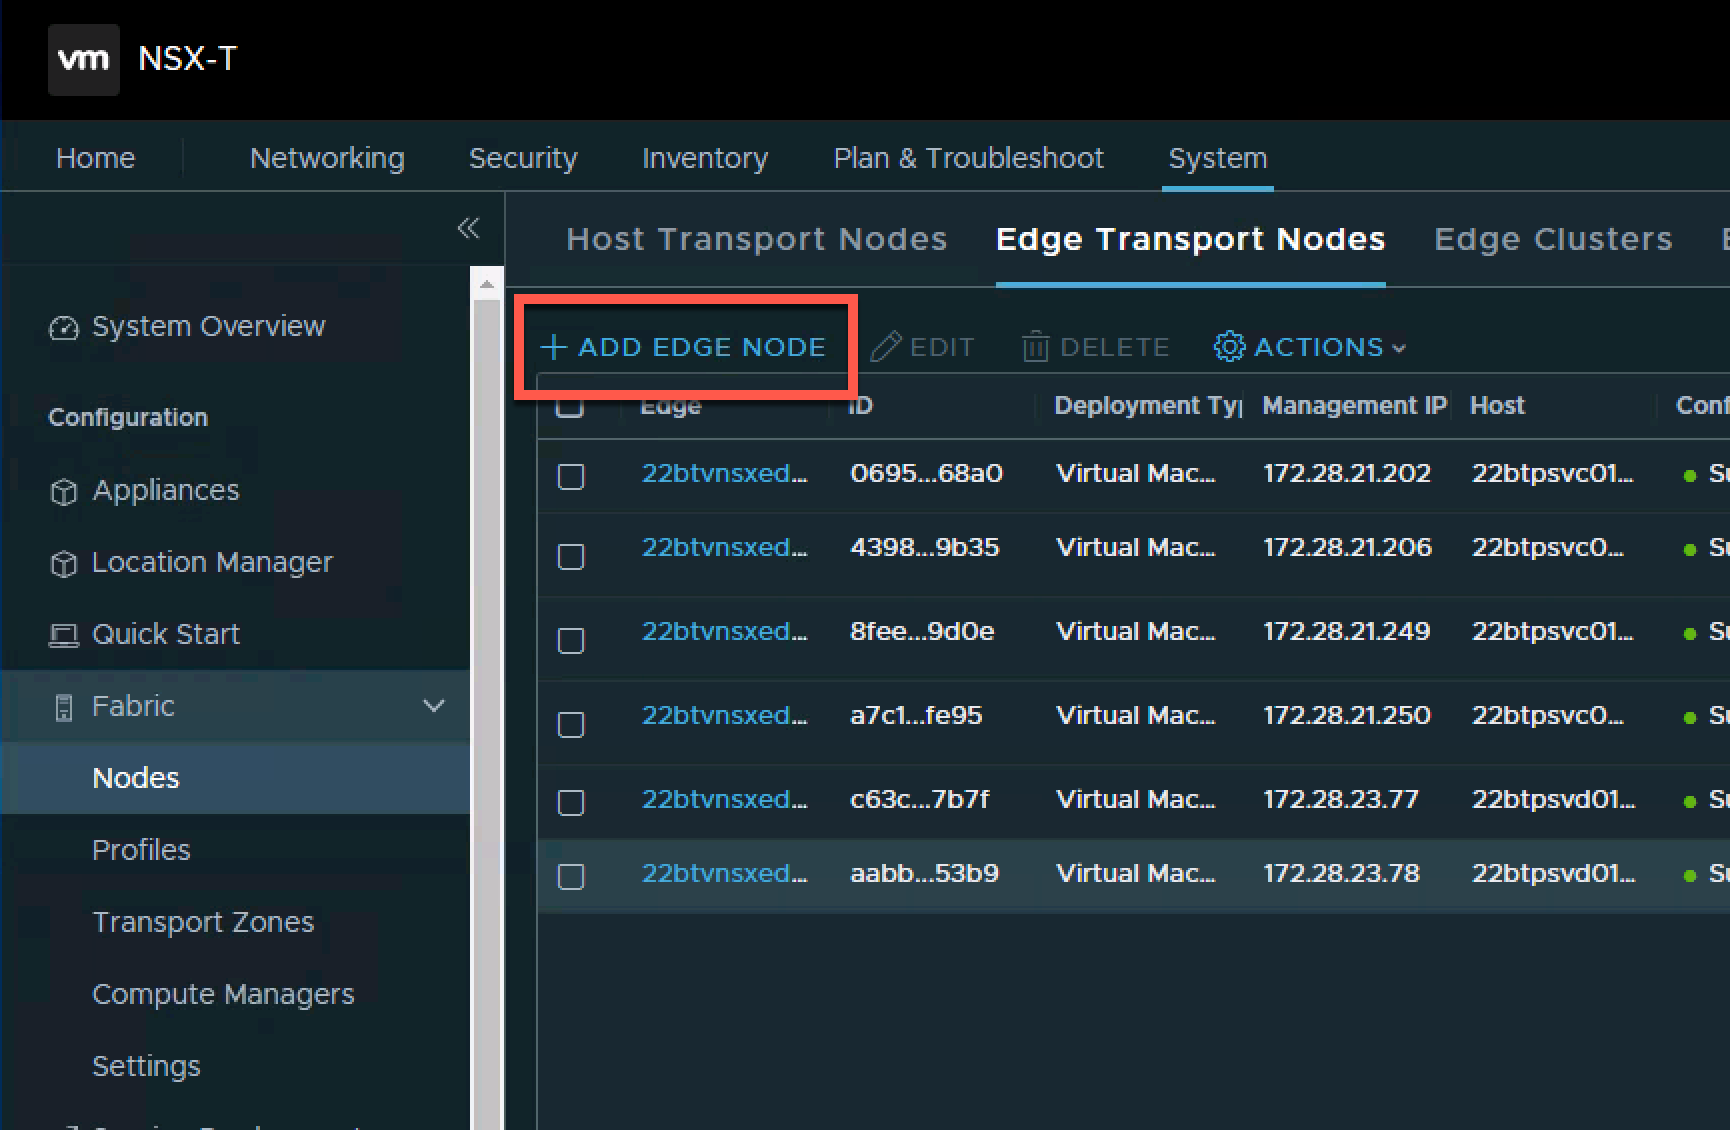 vm NSX-T
Home Networking Security Inventory Plan & Troubleshoot System
Host Transport Nodes Edge Transport Nodes Edge Clusters
System Overview
Configuration
Appliances
Location Manager
Quick Start
Fabric
Nodes
Profiles
Transport Zones
Compute Managers
Settings
+ ADD EDGE NODE EDIT DELETE ACTIONS
Edge ID Deployment Ty Management IP Host Conf
22btvnsxed... 0695...68a0 Virtual Mac... 172.28.21.202 22btpsvc01... Su
22btvnsxed... 4398...9b35 Virtual Mac... 172.28.21.206 22btpsvc0... Su
22btvnsxed... 8fee...9d0e Virtual Mac... 172.28.21.249 22btpsvc01... Su
22btvnsxed... a7c1...fe95 Virtual Mac... 172.28.21.250 22btpsvc0... Su
22btvnsxed... c63c...7b7f Virtual Mac... 172.28.23.77 22btpsvd01... Su
22btvnsxed... aabb...53b9 Virtual Mac... 172.28.23.78 22btpsvd01... Su